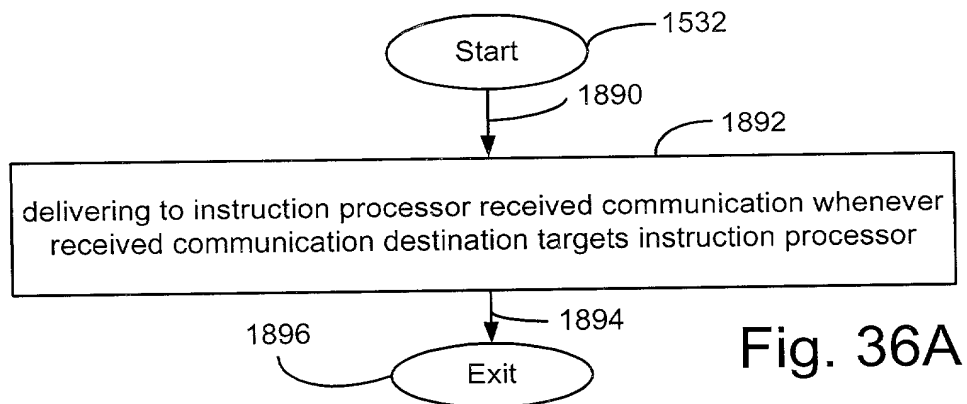 Start
1532
1890
1892
delivering to instruction processor received communication whenever
received communication destination targets instruction processor
1894
1896
Exit
Fig. 36A